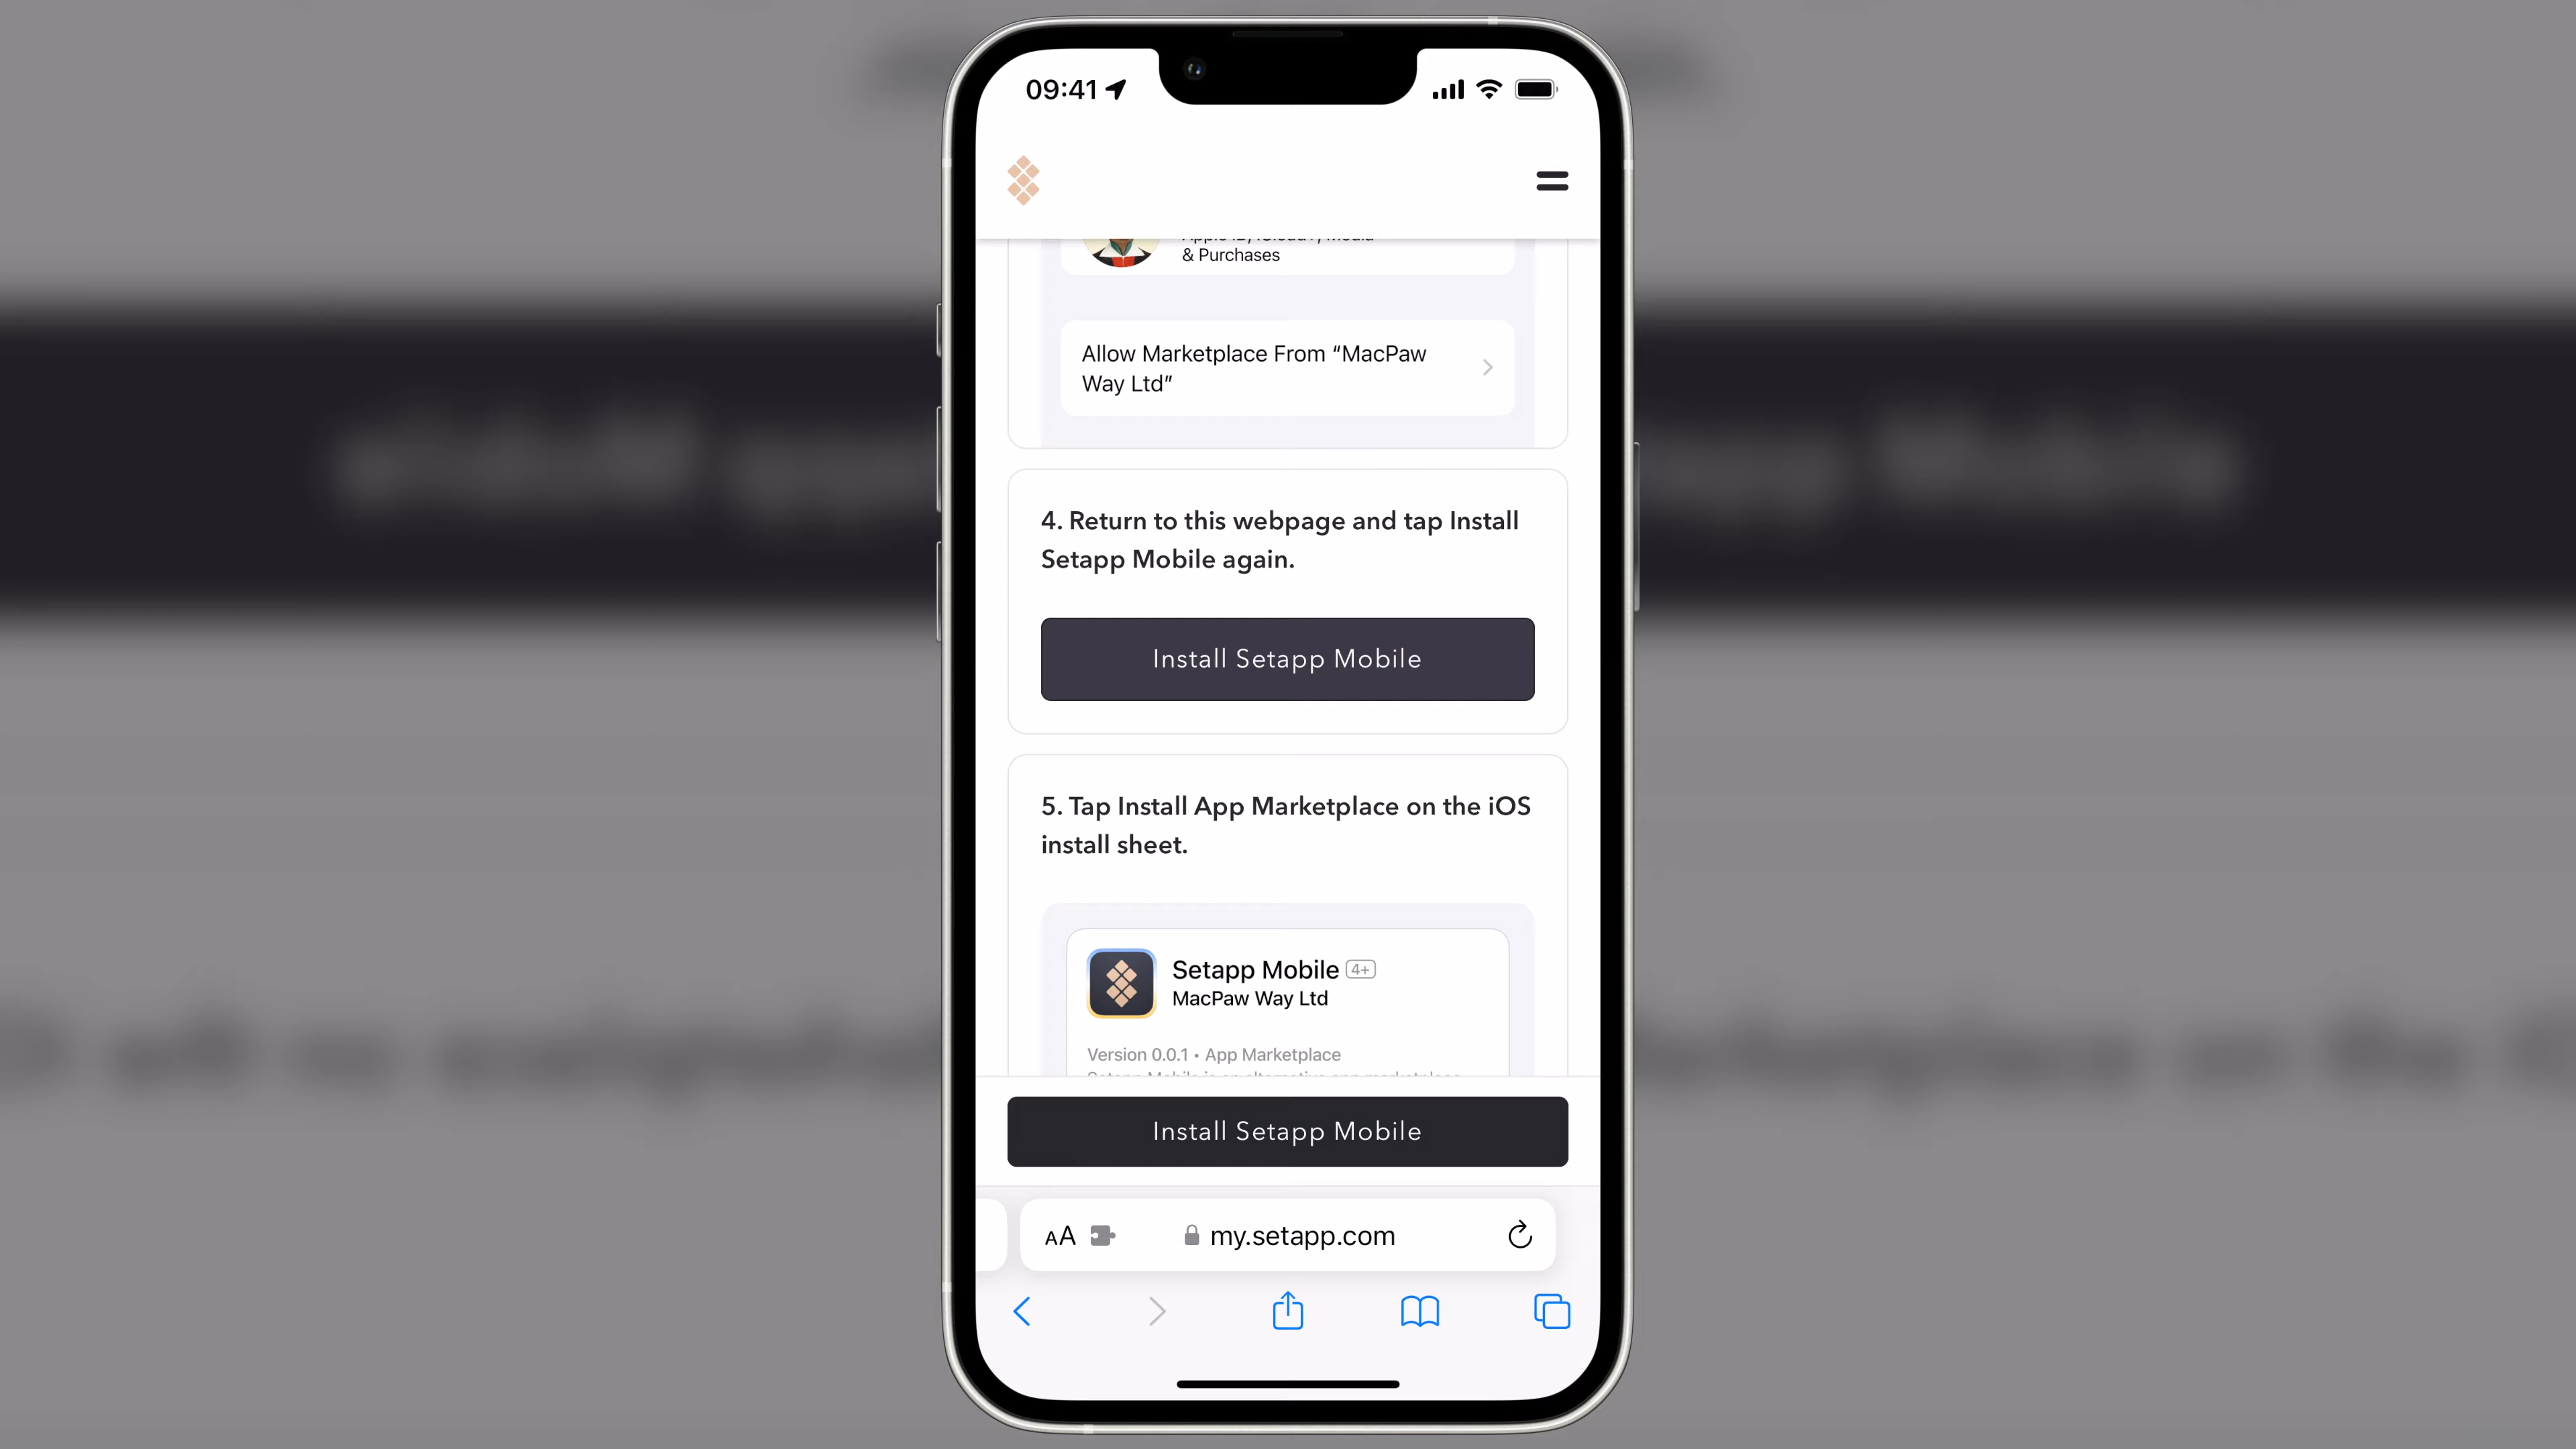 09:41
& Purchases
Allow Marketplace From “MacPaw
Way Ltd”
4. Return to this webpage and tap Install
Setapp Mobile again.
Install Setapp Mobile
5. Tap Install App Marketplace on the iOS
install sheet.
Setapp Mobile 4+
MacPaw Way Ltd
Version 0.0.1 • App Marketplace
Install Setapp Mobile
AA my.setapp.com